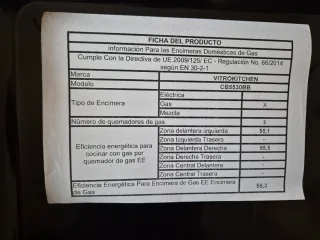 FICHA DEL PRODUCTO
información Para las Encimeras Domésticas de Gas
Cumple Con la Directiva de UE 2009/125/ EC - Regulación No. 66/2014
según EN 30-2-1
Marca VITROKITCHEN
Modelo CB5530BB
Tipo de Encimera
Eléctrica
Gas X
Mezcla
Número de quemadores de gas 3
Eficiencia energética para
cocinar con gas por
quemador de gas EE
Zona delantera izquierda 55,1
Zona izquierda Trasera -
Zona Delantera Derecha 55,5
Zona Derecha Trasera -
Zona Central Delantera -
Zona Central Trasera -
Eficiencia Energética Para Encimera de Gas EE Encimera
de Gas 55,3